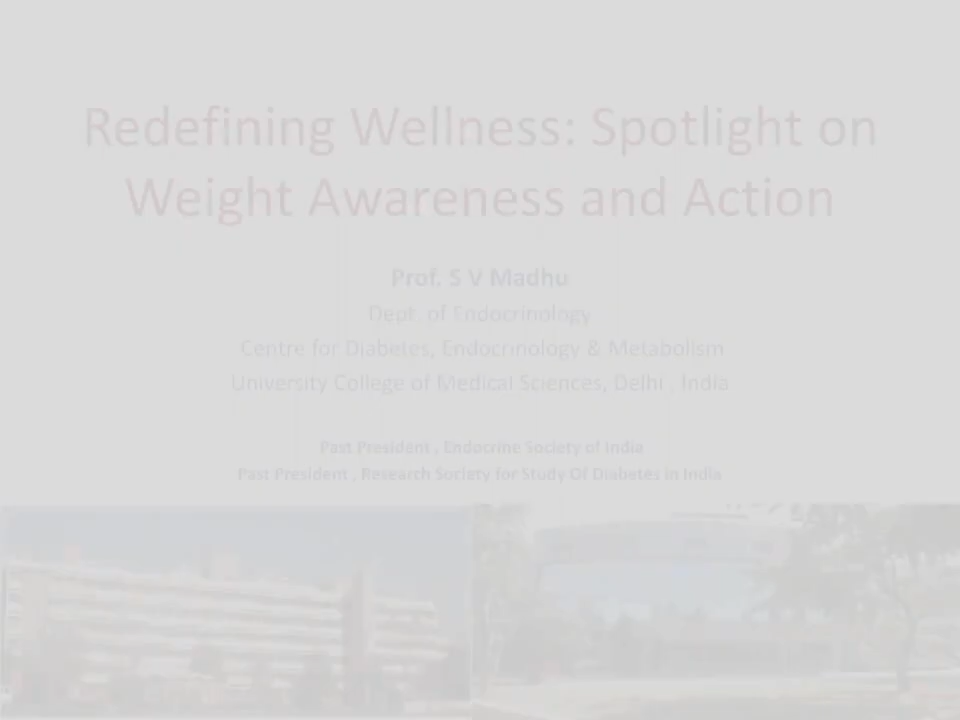 Redefining Wellness: Spotlight on
Weight Awareness and Action
Prof. S V Madhu
Dept. of Endocrinology
Centre for Diabetes, Endocrinology & Metabolism
University College of Medical Sciences, Delhi , India
Past President , Endocrine Society of India
Past President , Research Society for Study Of Diabetes in India